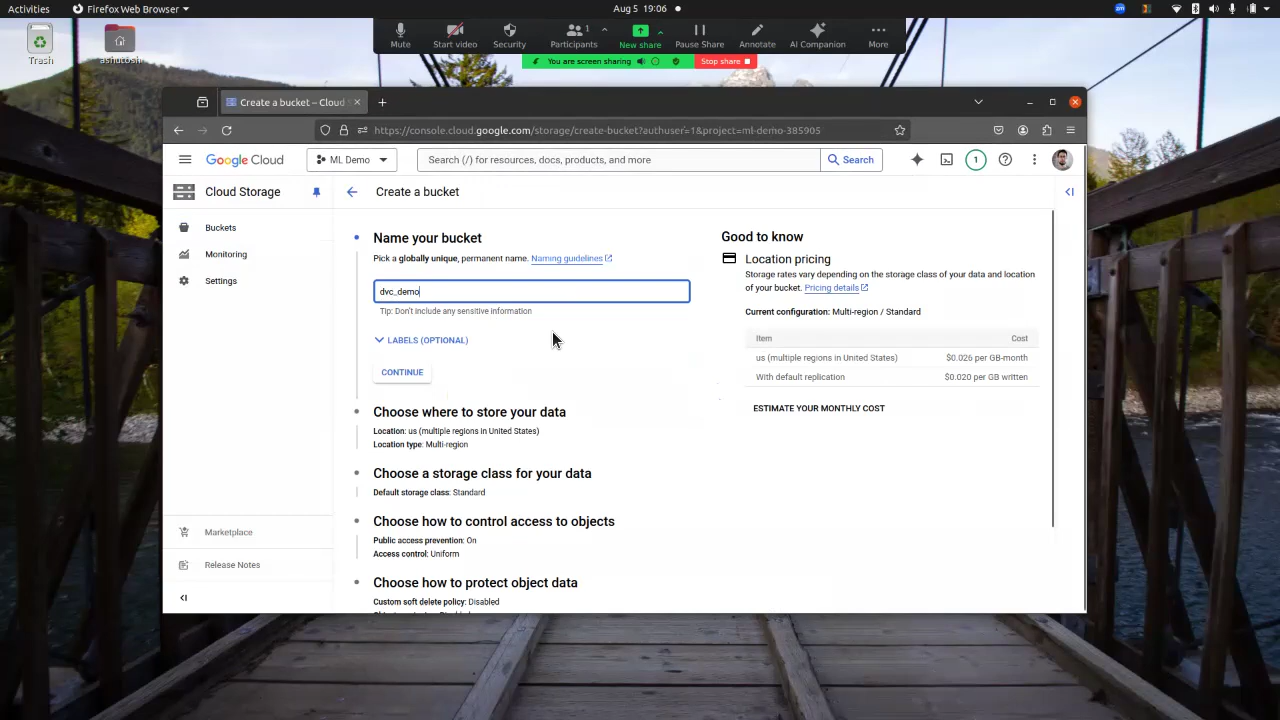 Activities
Firefox Web Browser
Aug 5 19:06
zm
Trash
Mute
Start video
Security
1
Participants
New share
Pause Share
Annotate
AI Companion
More
You are screen sharing
Stop share
Create a bucket – Cloud
https://console.cloud.google.com/storage/create-bucket?authuser=1&project=ml-demo-385905
Google Cloud
ML Demo
Search (/) for resources, docs, products, and more
Search
1
Cloud Storage
Create a bucket
Buckets
Monitoring
Settings
Marketplace
Release Notes
Name your bucket
Pick a globally unique, permanent name. Naming guidelines
dvc_demo
Tip: Don't include any sensitive information
LABELS (OPTIONAL)
CONTINUE
Choose where to store your data
Location: us (multiple regions in United States)
Location type: Multi-region
Choose a storage class for your data
Default storage class: Standard
Choose how to control access to objects
Public access prevention: On
Access control: Uniform
Choose how to protect object data
Custom soft delete policy: Disabled
Good to know
Location pricing
Storage rates vary depending on the storage class of your data and location
of your bucket. Pricing details
Current configuration: Multi-region / Standard
Item Cost
us (multiple regions in United States) $0.026 per GB-month
With default replication $0.020 per GB written
ESTIMATE YOUR MONTHLY COST